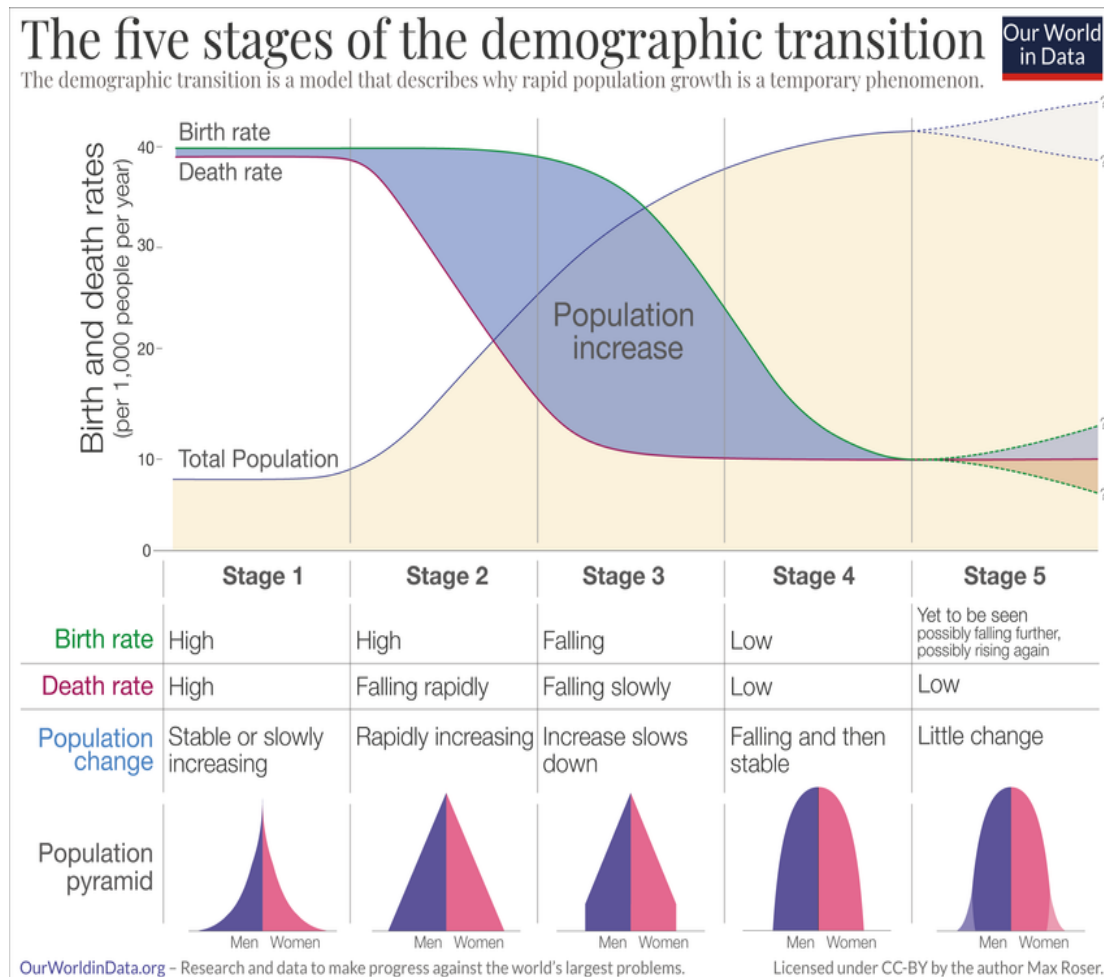 The five stages of the demographic transition
Our World
in Data
The demographic transition is a model that describes why rapid population growth is a temporary phenomenon.
Birth and death rates
(per 1,000 people per year)
40
30
20
10
0
Birth rate
Death rate
Total Population
Population
increase
?
?
?
?
Stage 1
Stage 2
Stage 3
Stage 4
Stage 5
Birth rate
High
High
Falling
Low
Yet to be seen
possibly falling further,
possibly rising again
Death rate
High
Falling rapidly
Falling slowly
Low
Low
Population
change
Stable or slowly
increasing
Rapidly increasing
Increase slows
down
Falling and then
stable
Little change
Population
pyramid
Men Women
Men Women
Men Women
Men Women
Men Women
OurWorldinData.org – Research and data to make progress against the world's largest problems.
Licensed under CC-BY by the author Max Roser